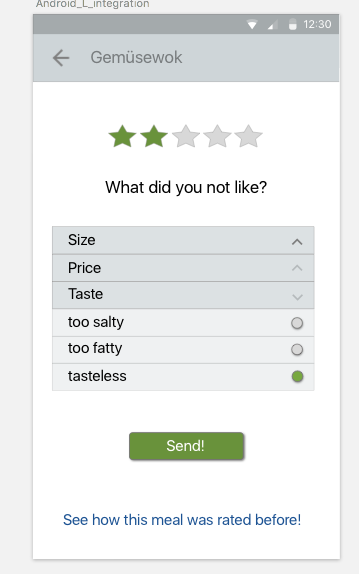 Android_L_integration
12:30
Gemüsewok
What did you not like?
Size
Price
Taste
too salty
too fatty
tasteless
Send!
See how this meal was rated before!